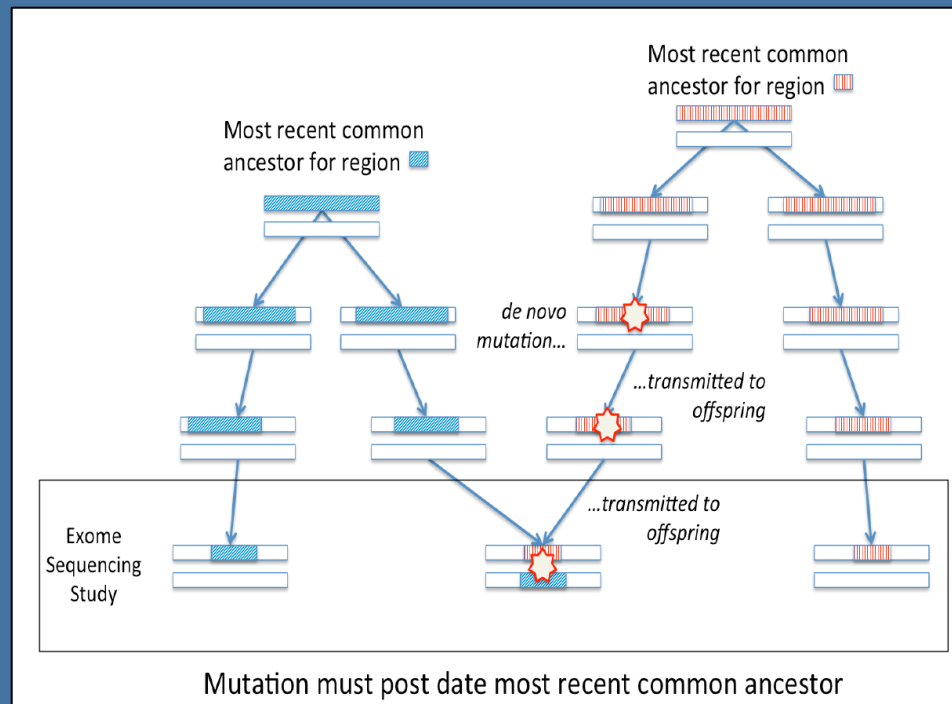 Most recent common
ancestor for region
Most recent common
ancestor for region
de novo
mutation...
...transmitted to
offspring
...transmitted to
offspring
Exome
Sequencing
Study
Mutation must post date most recent common ancestor